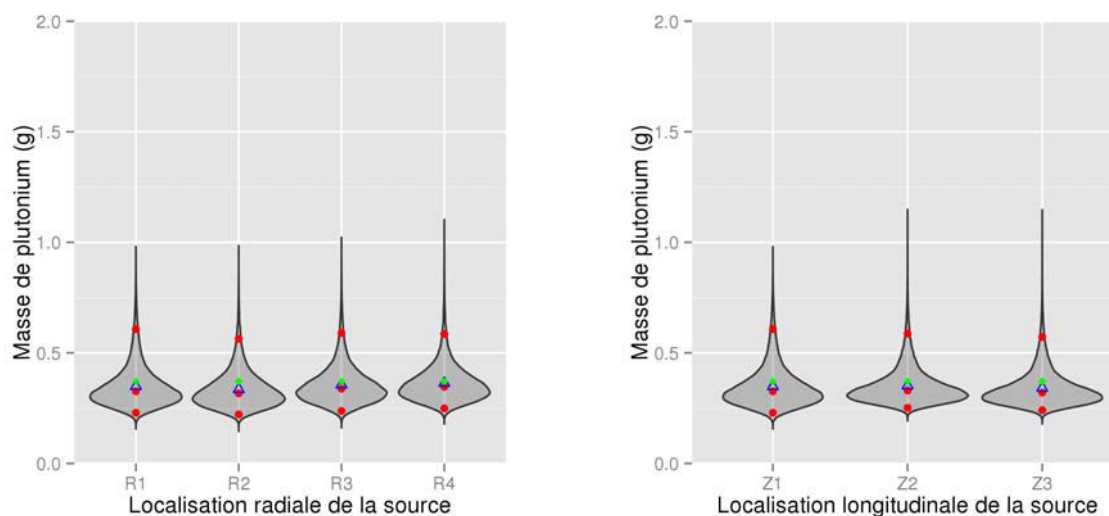 Masse de plutonium (g)
2.0
1.5
1.0
0.5
0.0
R1 R2 R3 R4
Localisation radiale de la source
Masse de plutonium (g)
2.0
1.5
1.0
0.5
0.0
Z1 Z2 Z3
Localisation longitudinale de la source